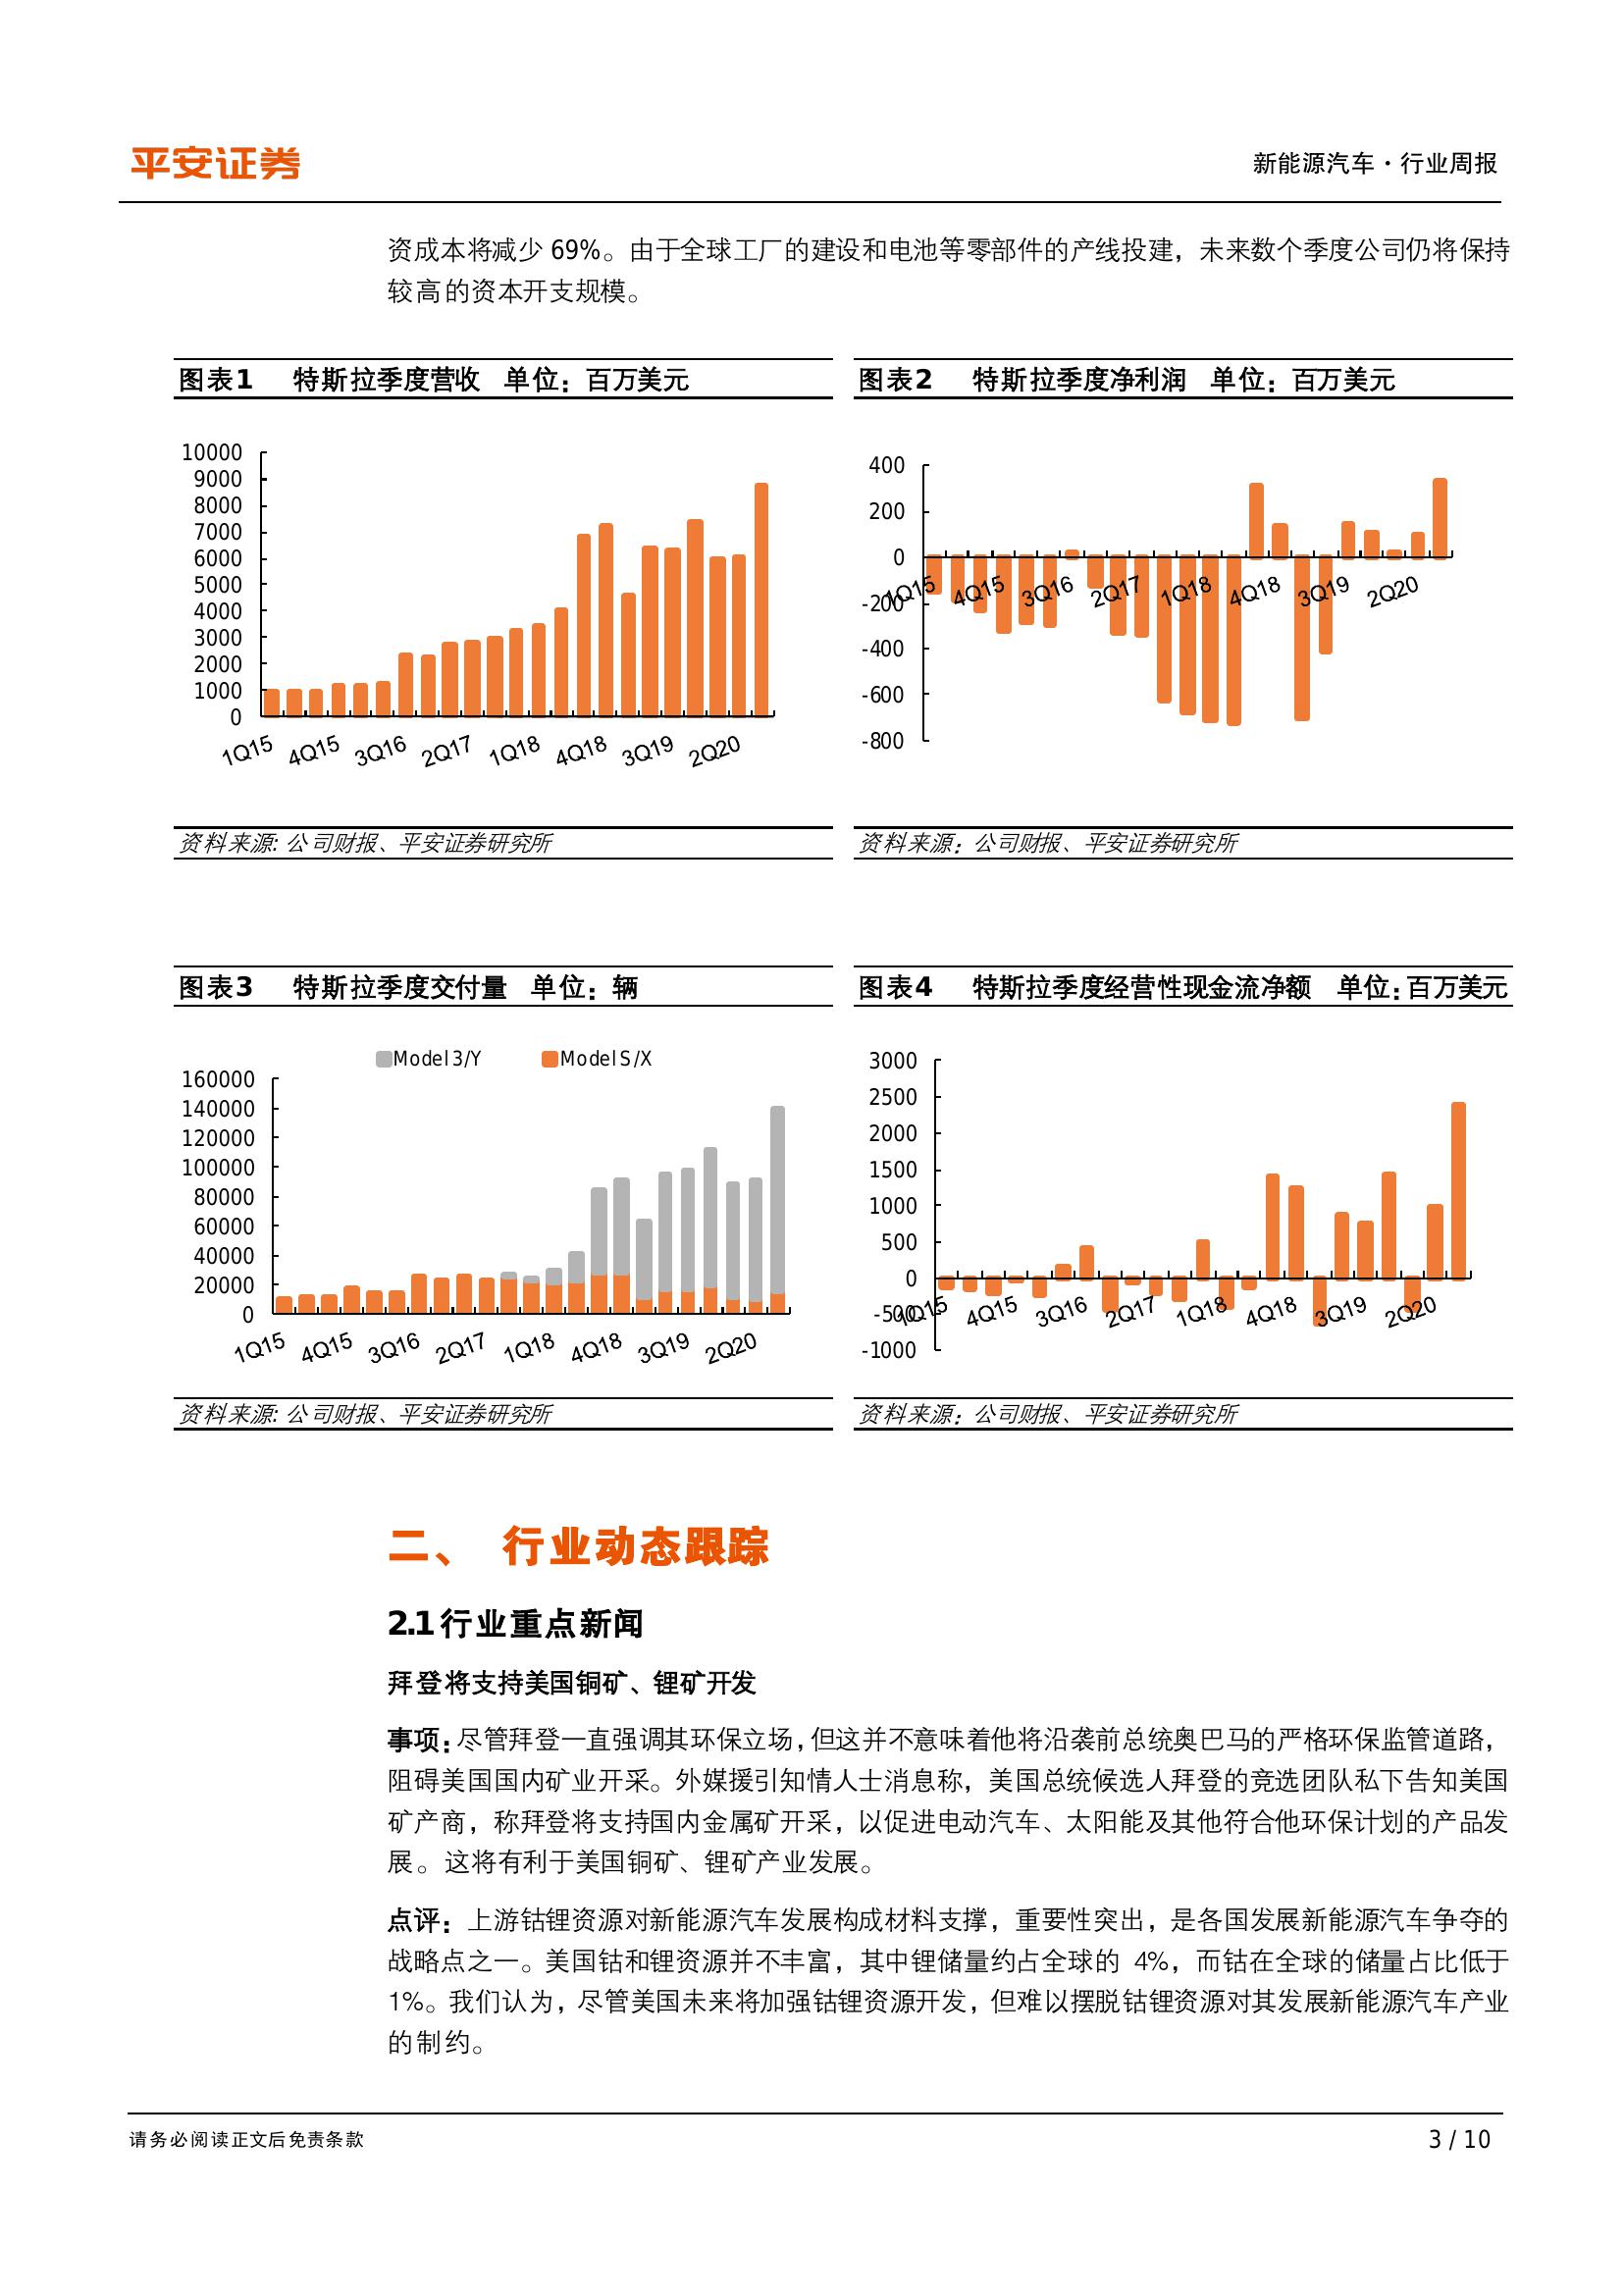 平安证券
新能源汽车·行业周报
资成本将减少 69%。由于全球工厂的建设和电池等零部件的产线投建，未来数个季度公司仍将保持
较高的资本开支规模。
图表1 特斯拉季度营收 单位：百万美元
10000
9000
8000
7000
6000
5000
4000
3000
2000
1000
0
1Q15 4Q15 3Q16 2Q17 1Q18 4Q18 3Q19 2Q20
资料来源: 公司财报、平安证券研究所
图表2 特斯拉季度净利润 单位：百万美元
400
200
0
-200
-400
-600
-800
1Q15 4Q15 3Q16 2Q17 1Q18 4Q18 3Q19 2Q20
资料来源：公司财报、平安证券研究所
图表3 特斯拉季度交付量 单位：辆
Model 3/Y Model S/X
160000
140000
120000
100000
80000
60000
40000
20000
0
1Q15 4Q15 3Q16 2Q17 1Q18 4Q18 3Q19 2Q20
资料来源: 公司财报、平安证券研究所
图表4 特斯拉季度经营性现金流净额 单位：百万美元
3000
2500
2000
1500
1000
500
0
-500
-1000
1Q15 4Q15 3Q16 2Q17 1Q18 4Q18 3Q19 2Q20
资料来源：公司财报、平安证券研究所
二、 行业动态跟踪
2.1 行业重点新闻
拜登将支持美国铜矿、锂矿开发
事项：尽管拜登一直强调其环保立场，但这并不意味着他将沿袭前总统奥巴马的严格环保监管道路，
阻碍美国国内矿业开采。外媒援引知情人士消息称，美国总统候选人拜登的竞选团队私下告知美国
矿产商，称拜登将支持国内金属矿开采，以促进电动汽车、太阳能及其他符合他环保计划的产品发
展。这将有利于美国铜矿、锂矿产业发展。
点评：上游钴锂资源对新能源汽车发展构成材料支撑，重要性突出，是各国发展新能源汽车争夺的
战略点之一。美国钴和锂资源并不丰富，其中锂储量约占全球的 4%，而钴在全球的储量占比低于
1%。我们认为，尽管美国未来将加强钴锂资源开发，但难以摆脱钴锂资源对其发展新能源汽车产业
的制约。
请务必阅读正文后免责条款
3 / 10